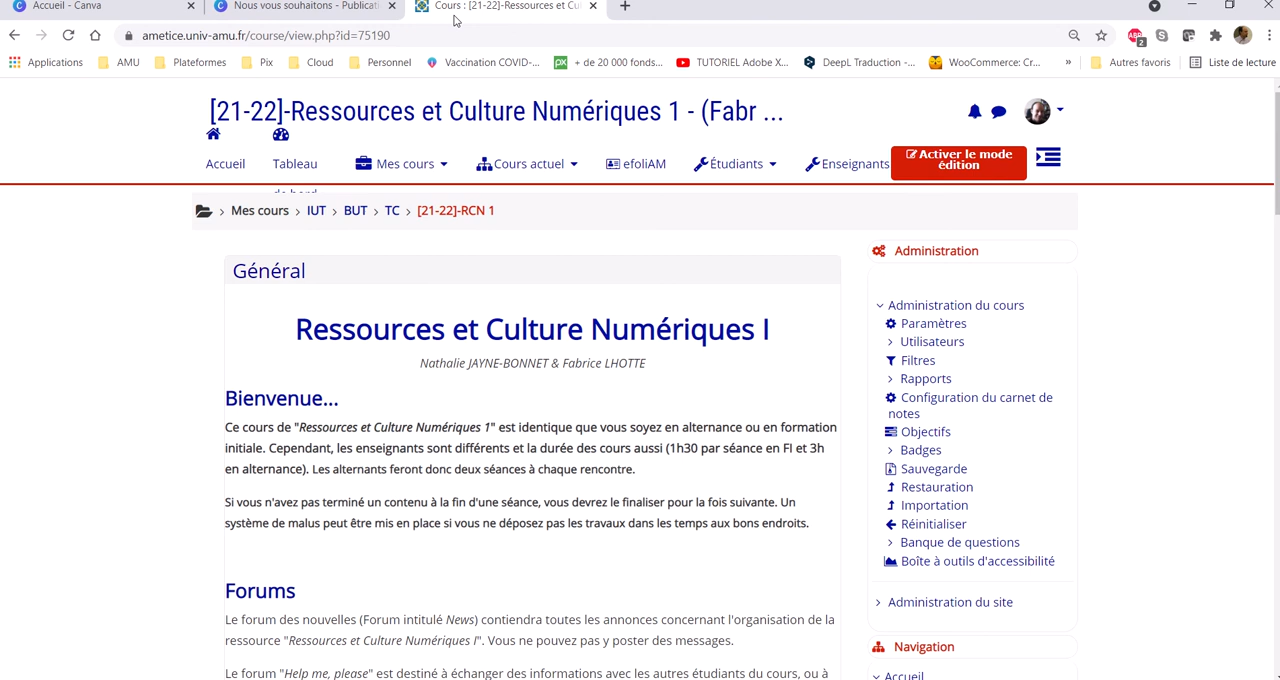 Accueil - Canva
Nous vous souhaitons - Publicati
Cours : [21-22]-Ressources et Cu
ametice.univ-amu.fr/course/view.php?id=75190
ABP
2
Applications
AMU
Plateformes
Pix
Cloud
Personnel
Vaccination COVID-...
px
+ de 20 000 fonds...
TUTORIEL Adobe X...
DeepL Traduction -...
WooCommerce: Cr...
»
Autres favoris
Liste de lecture
[21-22]-Ressources et Culture Numériques 1 - (Fabr ...
Accueil
Tableau
de bord
Mes cours
Cours actuel
efoliAM
Étudiants
Enseignants
Activer le mode
édition
Mes cours > IUT > BUT > TC > [21-22]-RCN 1
Général
Ressources et Culture Numériques I
Nathalie JAYNE-BONNET & Fabrice LHOTTE
Bienvenue...
Ce cours de "Ressources et Culture Numériques 1" est identique que vous soyez en alternance ou en formation
initiale. Cependant, les enseignants sont différents et la durée des cours aussi (1h30 par séance en FI et 3h
en alternance). Les alternants feront donc deux séances à chaque rencontre.
Si vous n'avez pas terminé un contenu à la fin d'une séance, vous devrez le finaliser pour la fois suivante. Un
système de malus peut être mis en place si vous ne déposez pas les travaux dans les temps aux bons endroits.
Forums
Le forum des nouvelles (Forum intitulé News) contiendra toutes les annonces concernant l'organisation de la
ressource "Ressources et Culture Numériques I". Vous ne pouvez pas y poster des messages.
Le forum "Help me, please" est destiné à échanger des informations avec les autres étudiants du cours, ou à
Administration
Administration du cours
Paramètres
Utilisateurs
Filtres
Rapports
Configuration du carnet de
notes
Objectifs
Badges
Sauvegarde
Restauration
Importation
Réinitialiser
Banque de questions
Boîte à outils d'accessibilité
Administration du site
Navigation
Accueil